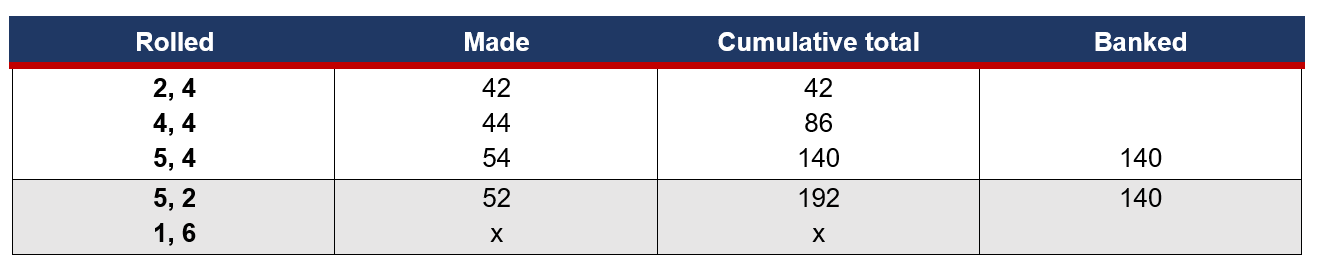 Rolled Made Cumulative total Banked
2, 4 42 42
4, 4 44 86
5, 4 54 140 140
5, 2 52 192 140
1, 6 x x